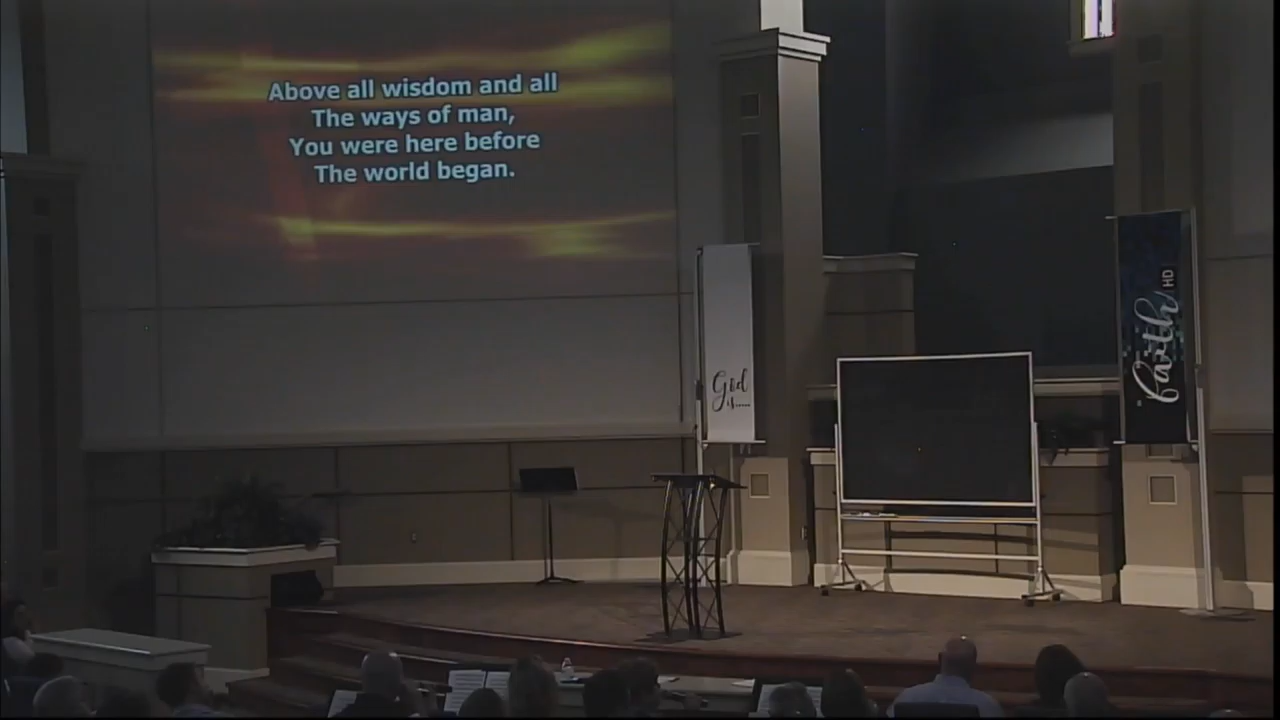 Above all wisdom and all
The ways of man,
You were here before
The world began.
God
is.....
faith
HD